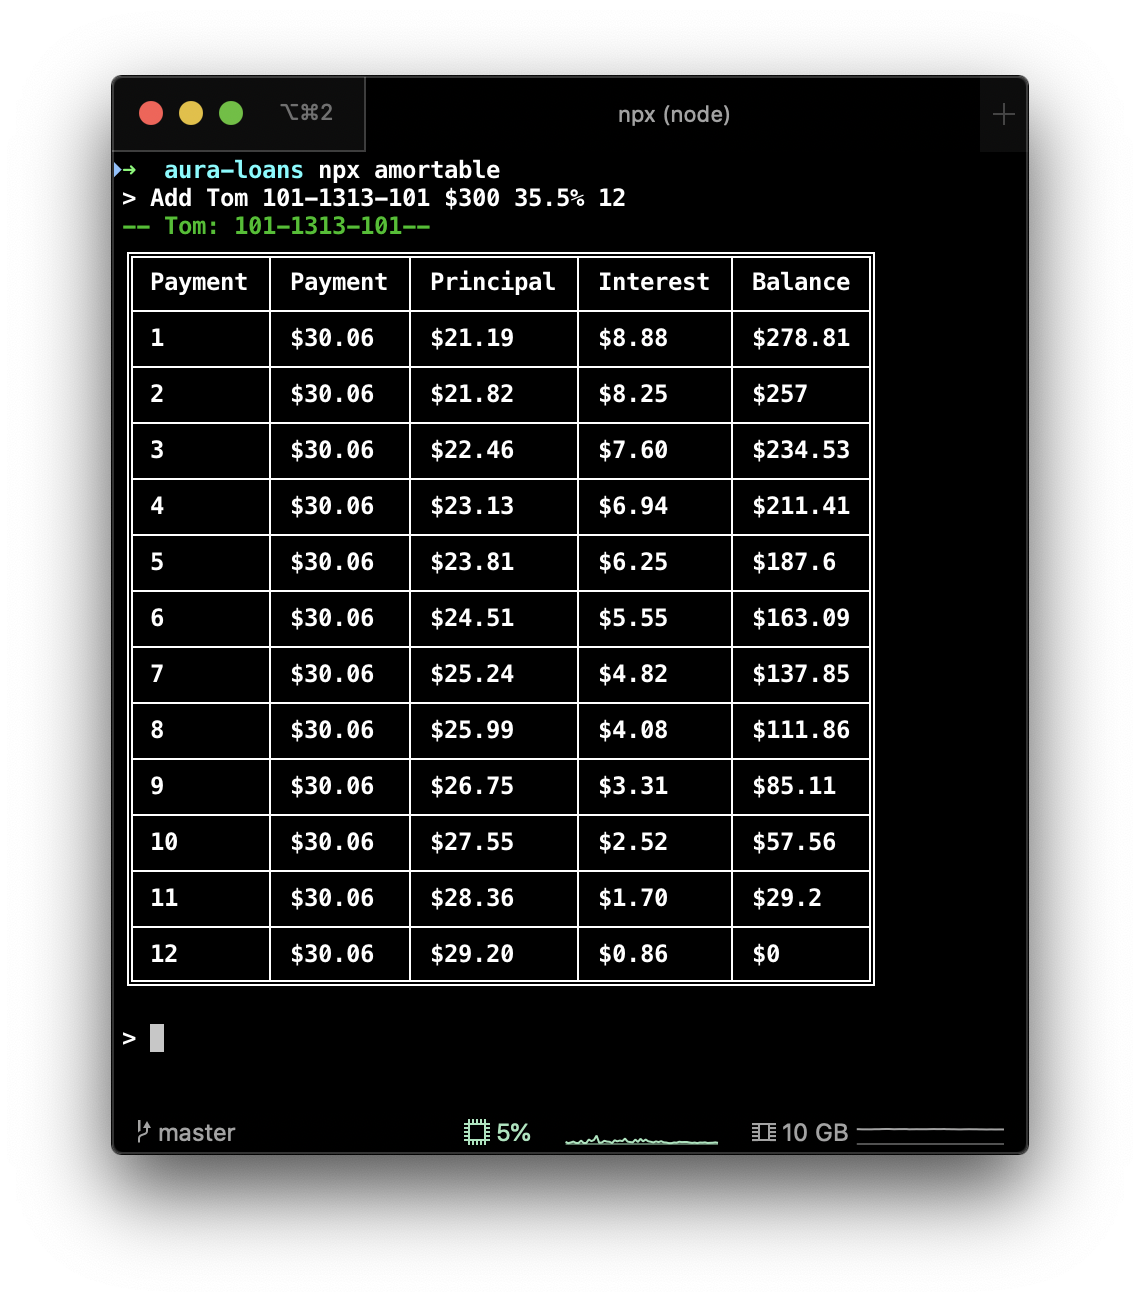 ⌥⌘2 npx (node)
➜ aura-loans npx amortable
> Add Tom 101-1313-101 $300 35.5% 12
-- Tom: 101-1313-101--
Payment Payment Principal Interest Balance
1 $30.06 $21.19 $8.88 $278.81
2 $30.06 $21.82 $8.25 $257
3 $30.06 $22.46 $7.60 $234.53
4 $30.06 $23.13 $6.94 $211.41
5 $30.06 $23.81 $6.25 $187.6
6 $30.06 $24.51 $5.55 $163.09
7 $30.06 $25.24 $4.82 $137.85
8 $30.06 $25.99 $4.08 $111.86
9 $30.06 $26.75 $3.31 $85.11
10 $30.06 $27.55 $2.52 $57.56
11 $30.06 $28.36 $1.70 $29.2
12 $30.06 $29.20 $0.86 $0
>
master 5% 10 GB